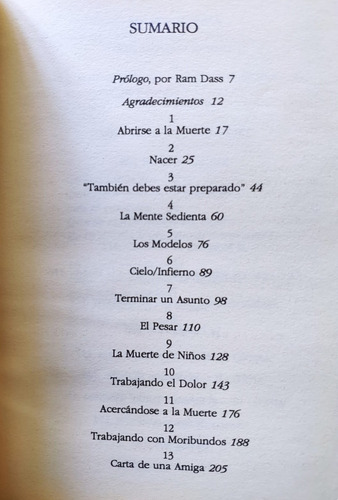 SUMARIO
Prólogo, por Ram Dass 7
Agradecimientos 12
1
Abrirse a la Muerte 17
2
Nacer 25
3
"También debes estar preparado" 44
4
La Mente Sedienta 60
5
Los Modelos 76
6
Cielo/Infierno 89
7
Terminar un Asunto 98
8
El Pesar 110
9
La Muerte de Niños 128
10
Trabajando el Dolor 143
11
Acercándose a la Muerte 176
12
Trabajando con Moribundos 188
13
Carta de una Amiga 205